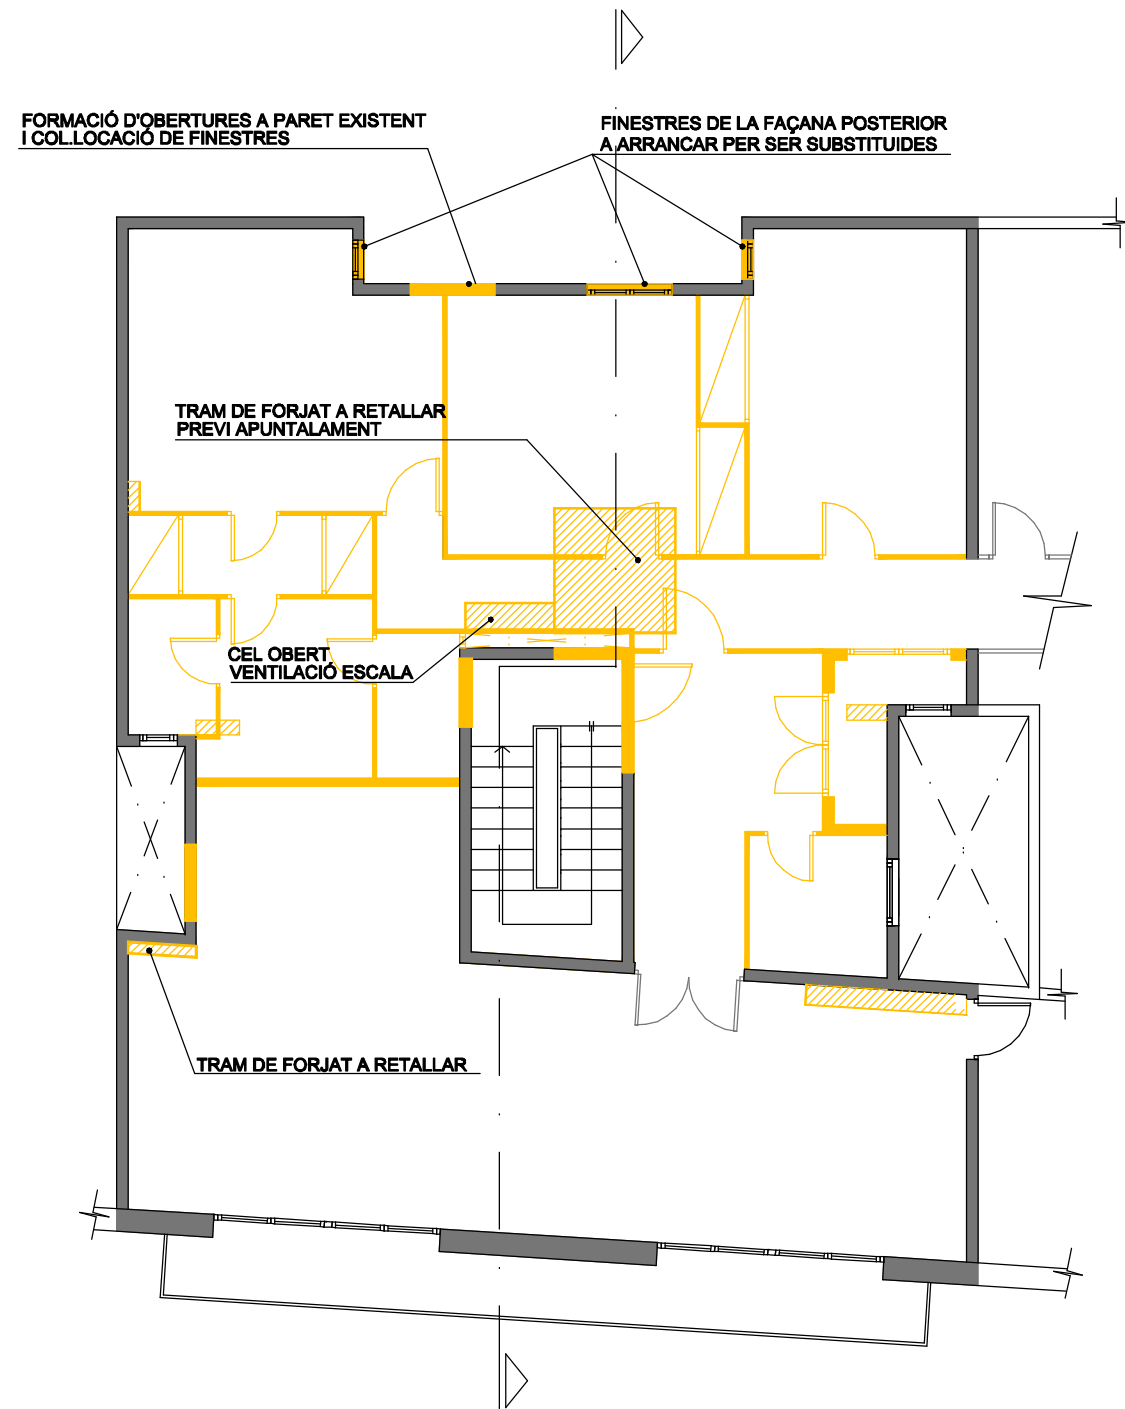 FORMACIÓ D'OBERTURES A PARET EXISTENT
I COL.LOCACIÓ DE FINESTRES
FINESTRES DE LA FAÇANA POSTERIOR
A ARRANCAR PER SER SUBSTITUIDES
TRAM DE FORJAT A RETALLAR
PREVI APUNTALAMENT
CEL OBERT
VENTILACIÓ ESCALA
TRAM DE FORJAT A RETALLAR